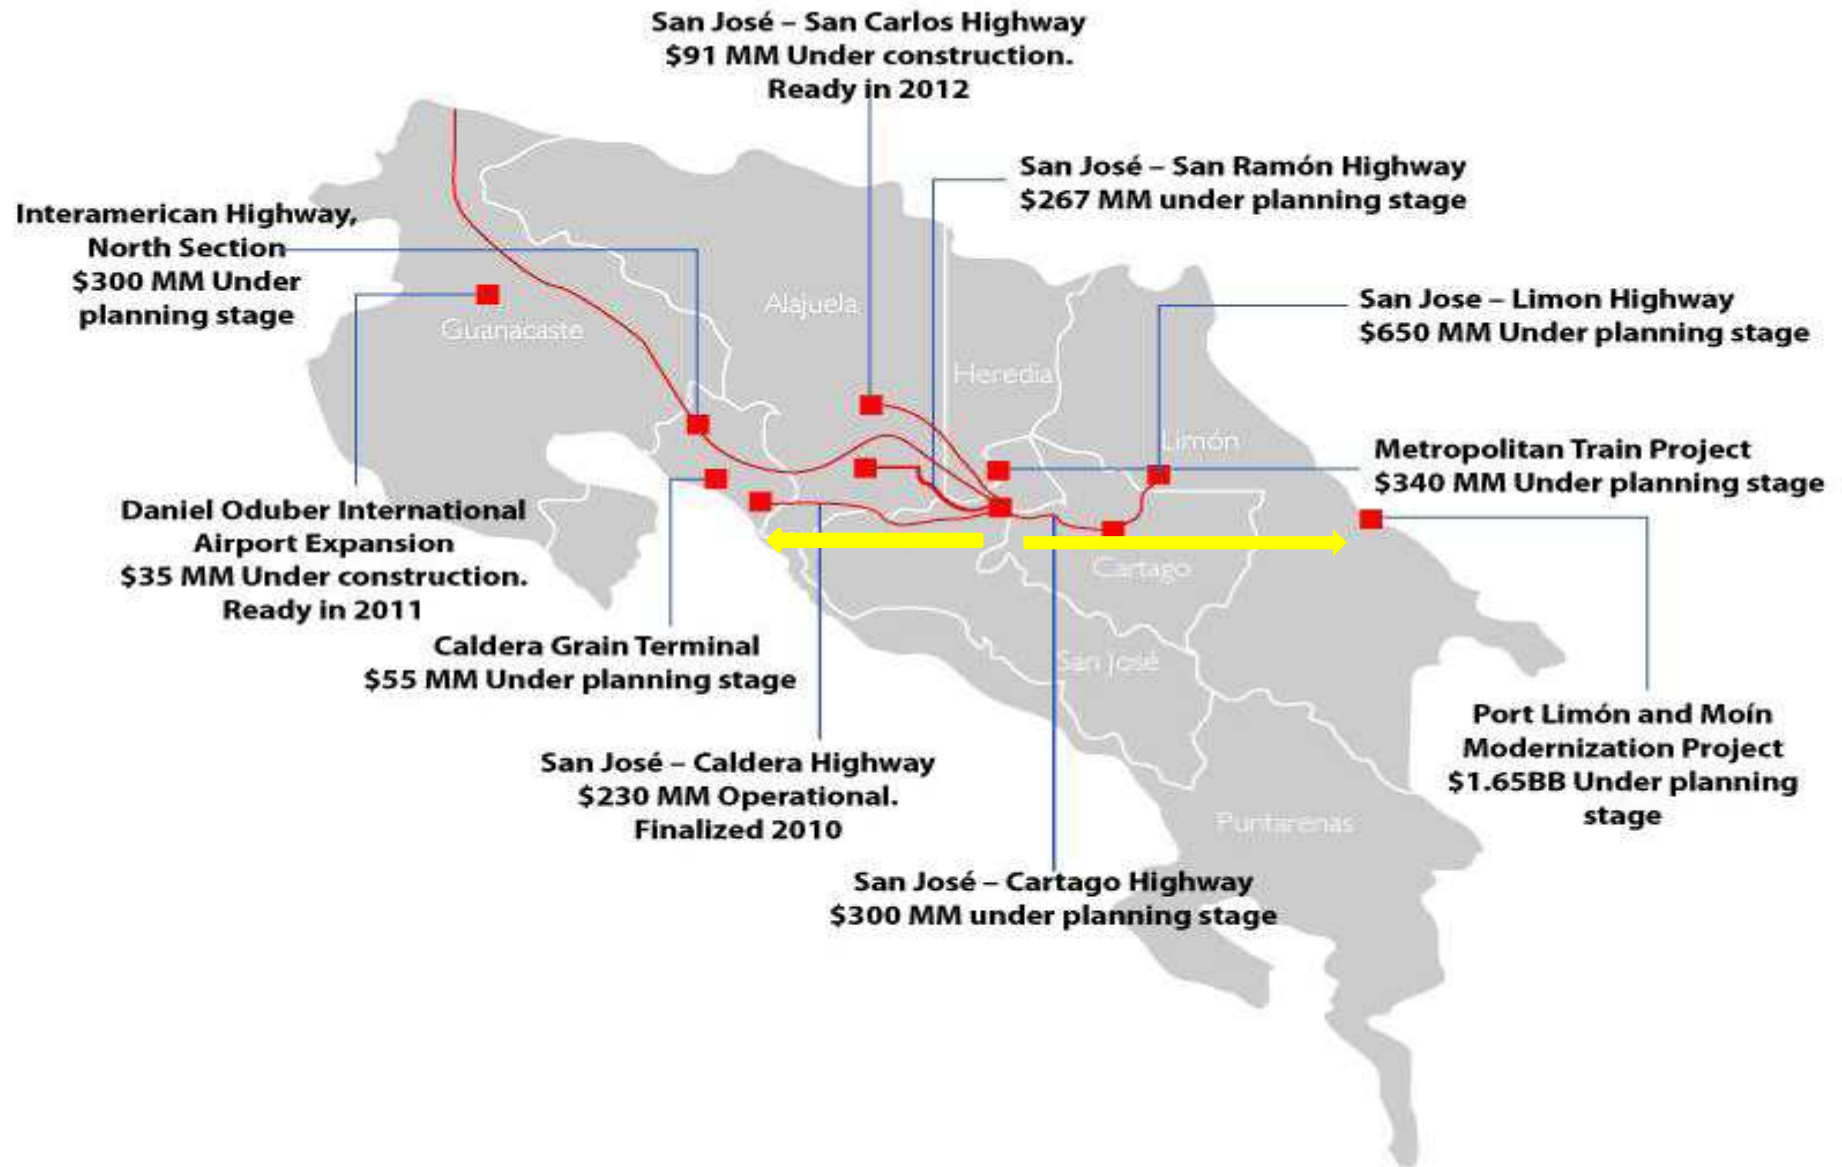 San José – San Carlos Highway
$91 MM Under construction.
Ready in 2012
San José – San Ramón Highway
$267 MM under planning stage
Interamerican Highway,
North Section
$300 MM Under
planning stage
San Jose – Limon Highway
$650 MM Under planning stage
Alajuela
Guanacaste
Heredia
Limón
Metropolitan Train Project
$340 MM Under planning stage
Daniel Oduber International
Airport Expansion
$35 MM Under construction.
Ready in 2011
Cartago
Caldera Grain Terminal
$55 MM Under planning stage
San José
Port Limón and Moín
Modernization Project
$1.65BB Under planning
stage
San José – Caldera Highway
$230 MM Operational.
Finalized 2010
Puntarenas
San José – Cartago Highway
$300 MM under planning stage